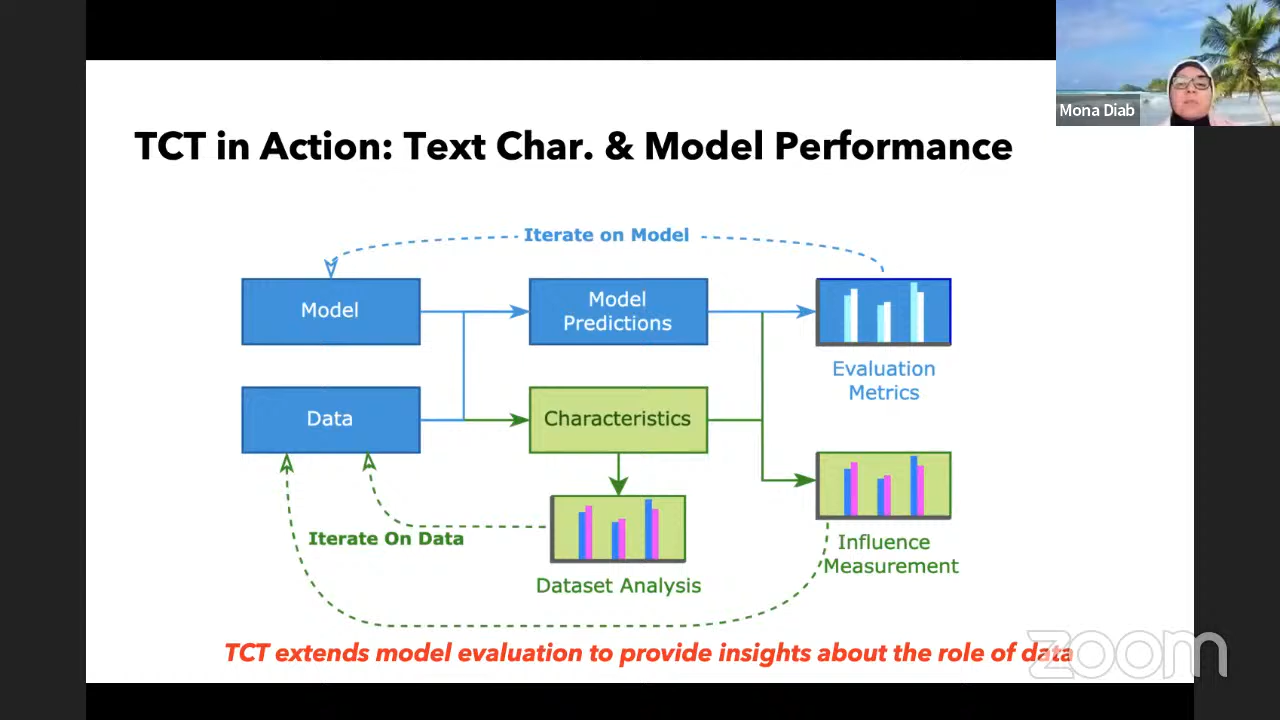 Mona Diab
TCT in Action: Text Char. & Model Performance
Iterate on Model
Model
Model
Predictions
Evaluation
Metrics
Data
Characteristics
Iterate On Data
Dataset Analysis
Influence
Measurement
TCT extends model evaluation to provide insights about the role of data
zoom